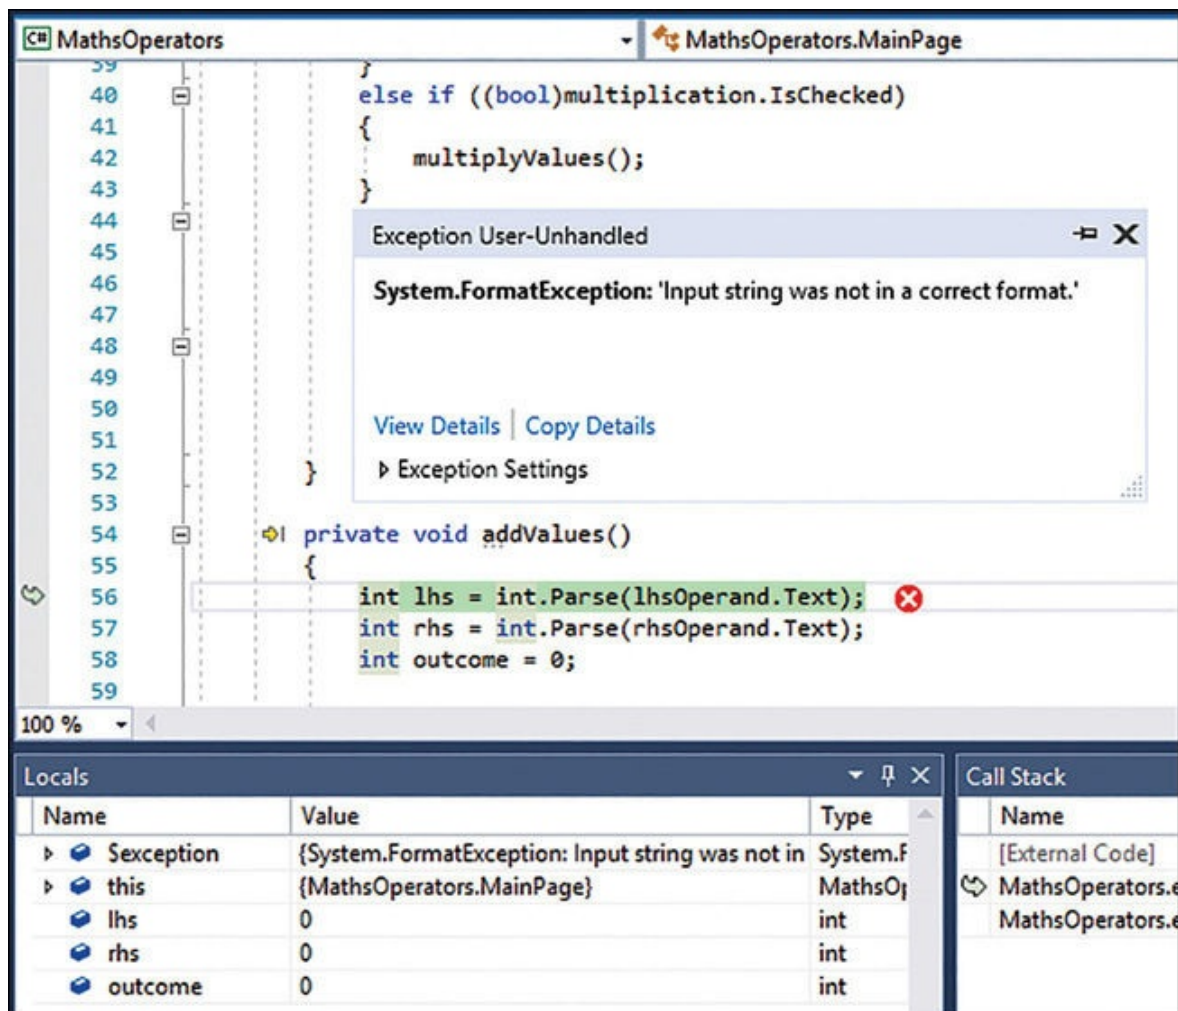 C# MathsOperators MathsOperators.MainPage
39 }
40 else if ((bool)multiplication.IsChecked)
41 {
42 multiplyValues();
43 }
44
Exception User-Unhandled
45
46 System.FormatException: 'Input string was not in a correct format.'
47
48
49
50 View Details | Copy Details
51
52 } Exception Settings
53
54 private void addValues()
55 {
56 int lhs = int.Parse(lhsOperand.Text);
57 int rhs = int.Parse(rhsOperand.Text);
58 int outcome = 0;
59
100 %
Locals Call Stack
Name Value Type Name
Sexception {System.FormatException: Input string was not in System.F [External Code]
this {MathsOperators.MainPage} MathsOp MathsOperators.e
lhs 0 int MathsOperators.e
rhs 0 int
outcome 0 int